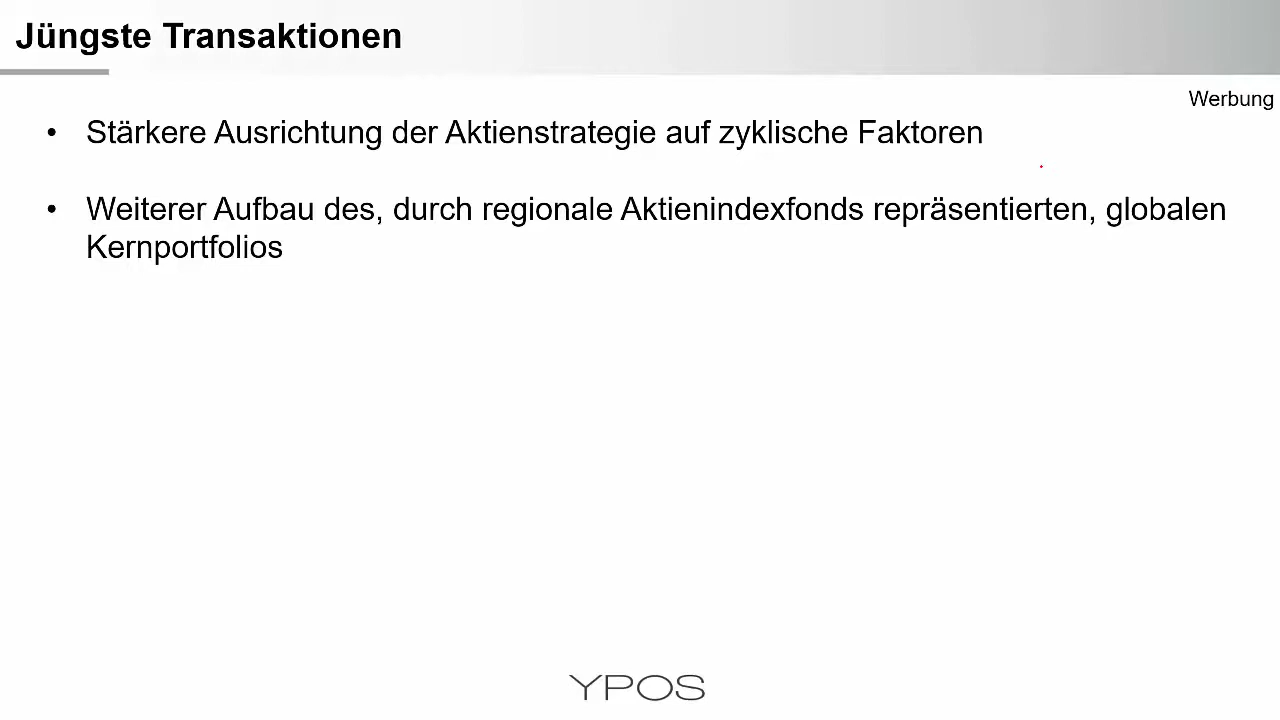 Jüngste Transaktionen
Werbung
• Stärkere Ausrichtung der Aktienstrategie auf zyklische Faktoren
• Weiterer Aufbau des, durch regionale Aktienindexfonds repräsentierten, globalen
Kernportfolios
YPOS